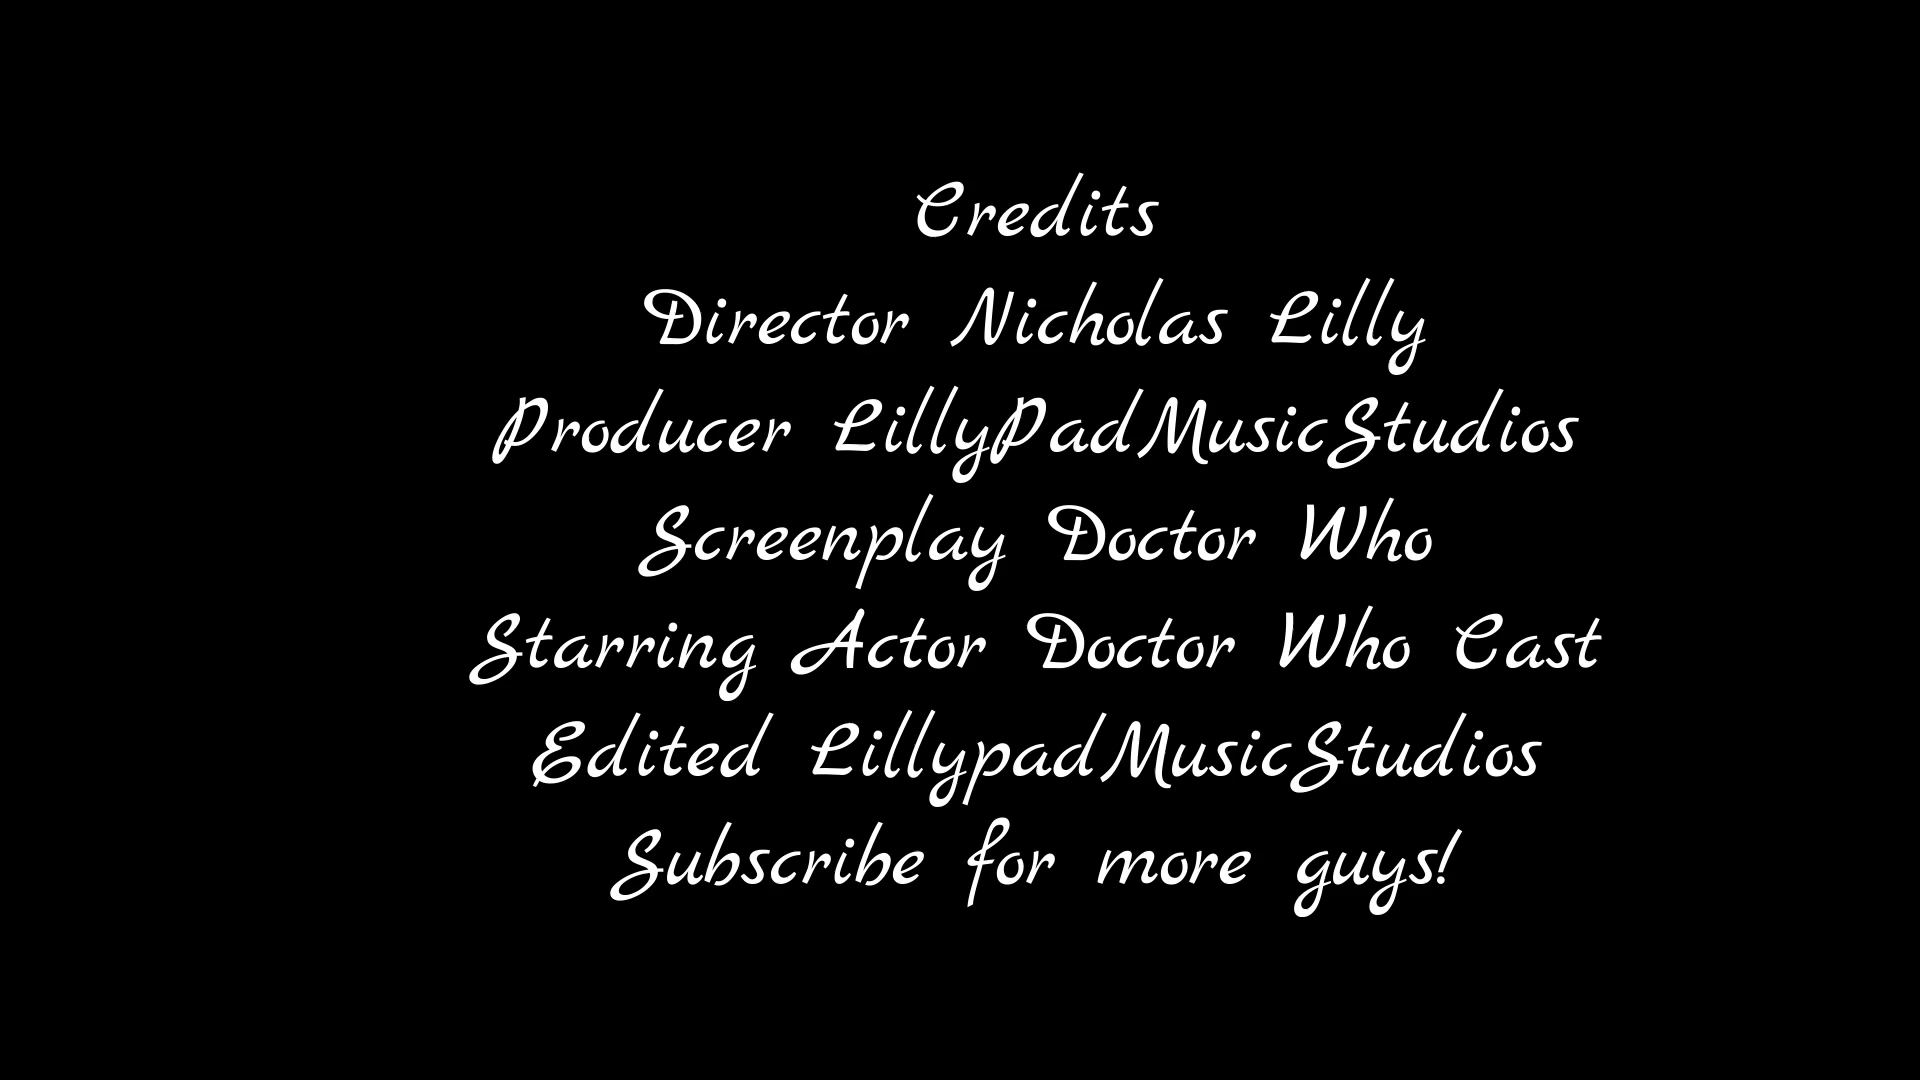 Credits
Director Nicholas Lilly
Producer LillyPadMusicStudios
Screenplay Doctor Who
Starring Actor Doctor Who Cast
Edited LillypadMusicStudios
Subscribe for more guys!